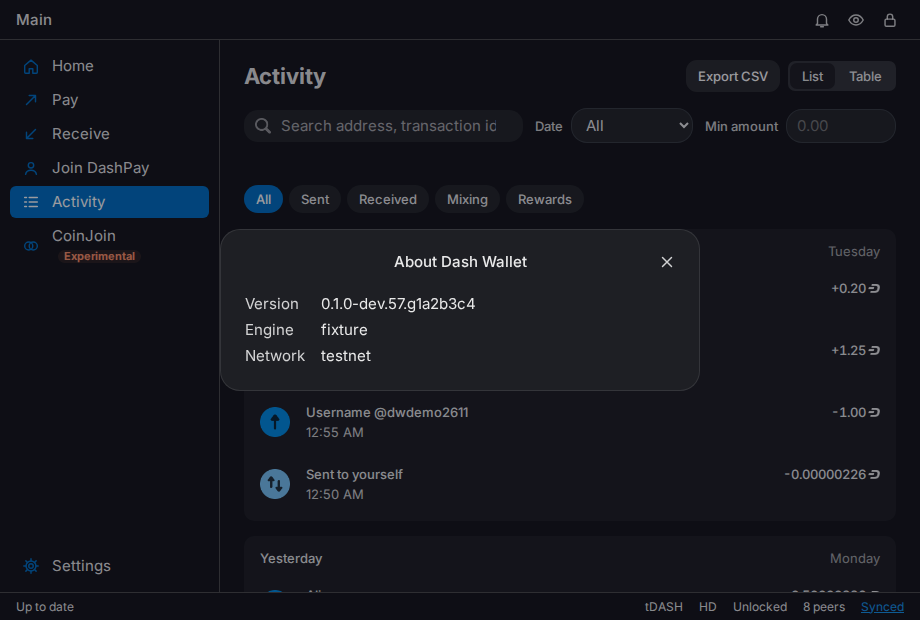 Main
Home
Pay
Receive
Join DashPay
Activity
CoinJoin
Experimental
Settings
Activity
Export CSV
List
Table
Search address, transaction id
Date
All
Min amount
0.00
All
Sent
Received
Mixing
Rewards
Tuesday
+0.20
+1.25
About Dash Wallet
Version 0.1.0-dev.57.g1a2b3c4
Engine fixture
Network testnet
Username @dwdemo2611
12:55 AM
-1.00
Sent to yourself
12:50 AM
-0.00000226
Yesterday
Monday
Up to date
tDASH
HD
Unlocked
8 peers
Synced